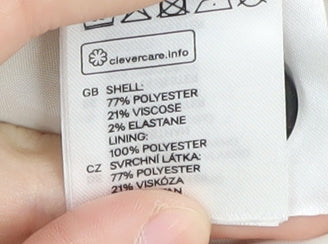 clevercare.info
GB SHELL:
77% POLYESTER
21% VISCOSE
2% ELASTANE
LINING:
100% POLYESTER
CZ SVRCHNÍ LÁTKA:
77% POLYESTER
21% VISKÓZA